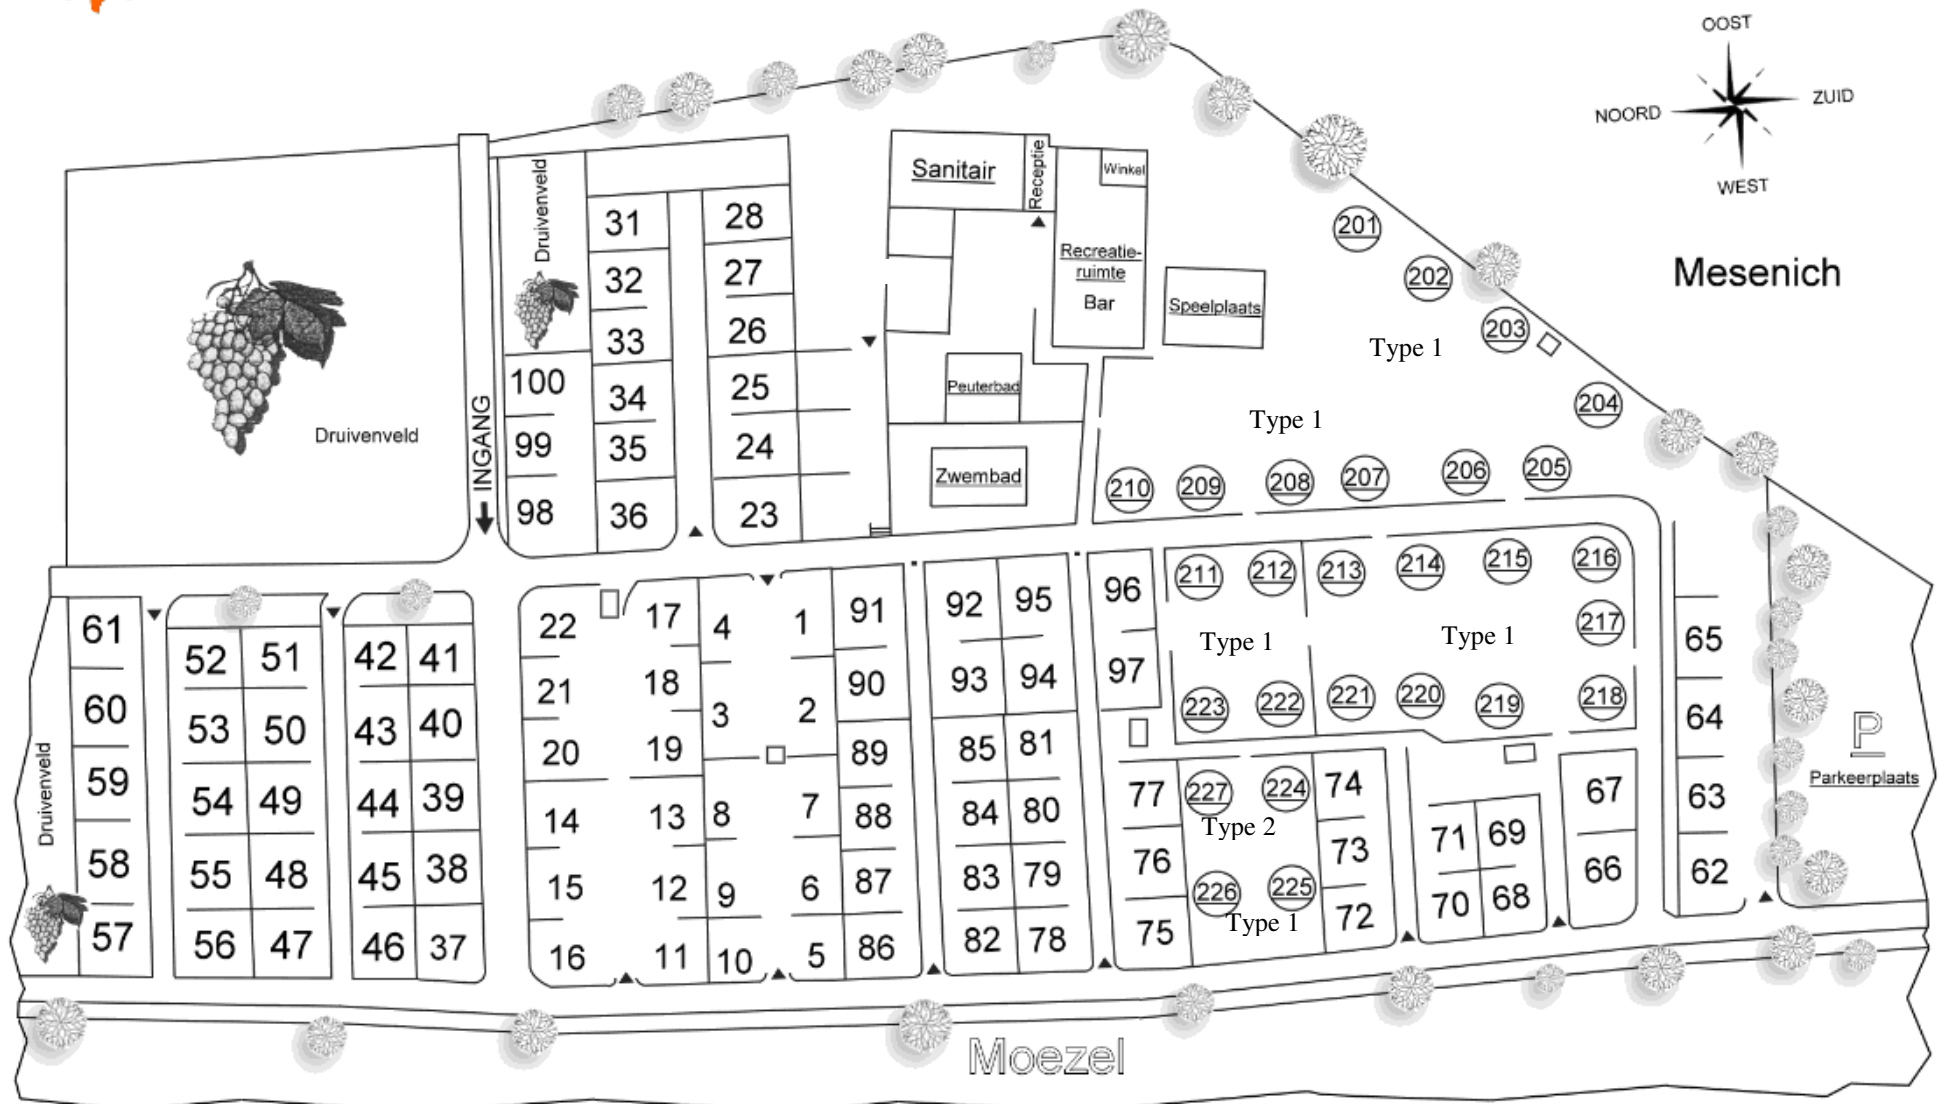 OOST
NOORD
ZUID
WEST
Mesenich
Sanitair
Receptie
Winkel
Recreatie-
ruimte
Bar
Speelplaats
Peuterbad
Zwembad
Druivenveld
INGANG
Druivenveld
31 28
32 27
33 26
100 34 25
99 35 24
98 36 23
201
202
203
Type 1
204
Type 1
210 209 208 207 206 205
211 212 213 214 215 216
217
Type 1 Type 1
223 222 221 220 219 218
227 224
Type 2
226 225
Type 1
Druivenveld
61
60
59
58
57
52 51
53 50
54 49
55 48
56 47
42 41
43 40
44 39
45 38
46 37
22 17 4 1 91
21 18 3 2 90
20 19 89
14 13 8 7 88
15 12 9 6 87
16 11 10 5 86
92 95
93 94
85 81
84 80
83 79
82 78
96
97
77
76
75
74
73
72
71 69
70 68
67
66
65
64
63
62
P
Parkeerplaats
Moezel